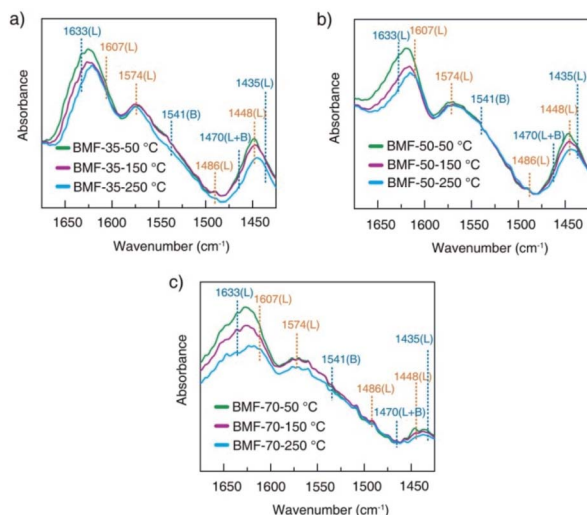 a)
1633(L)
1607(L)
1574(L)
1541(B)
1435(L)
1448(L)
1470(L+B)
1486(L)
BMF-35-50 °C
BMF-35-150 °C
BMF-35-250 °C
Absorbance
1650 1600 1550 1500 1450
Wavenumber (cm⁻¹)
b)
1633(L)
1607(L)
1574(L)
1541(B)
1435(L)
1448(L)
1470(L+B)
1486(L)
BMF-50-50 °C
BMF-50-150 °C
BMF-50-250 °C
Absorbance
1650 1600 1550 1500 1450
Wavenumber (cm⁻¹)
c)
1633(L)
1607(L)
1574(L)
1541(B)
1435(L)
1448(L)
1486(L)
1470(L+B)
BMF-70-50 °C
BMF-70-150 °C
BMF-70-250 °C
Absorbance
1650 1600 1550 1500 1450
Wavenumber (cm⁻¹)